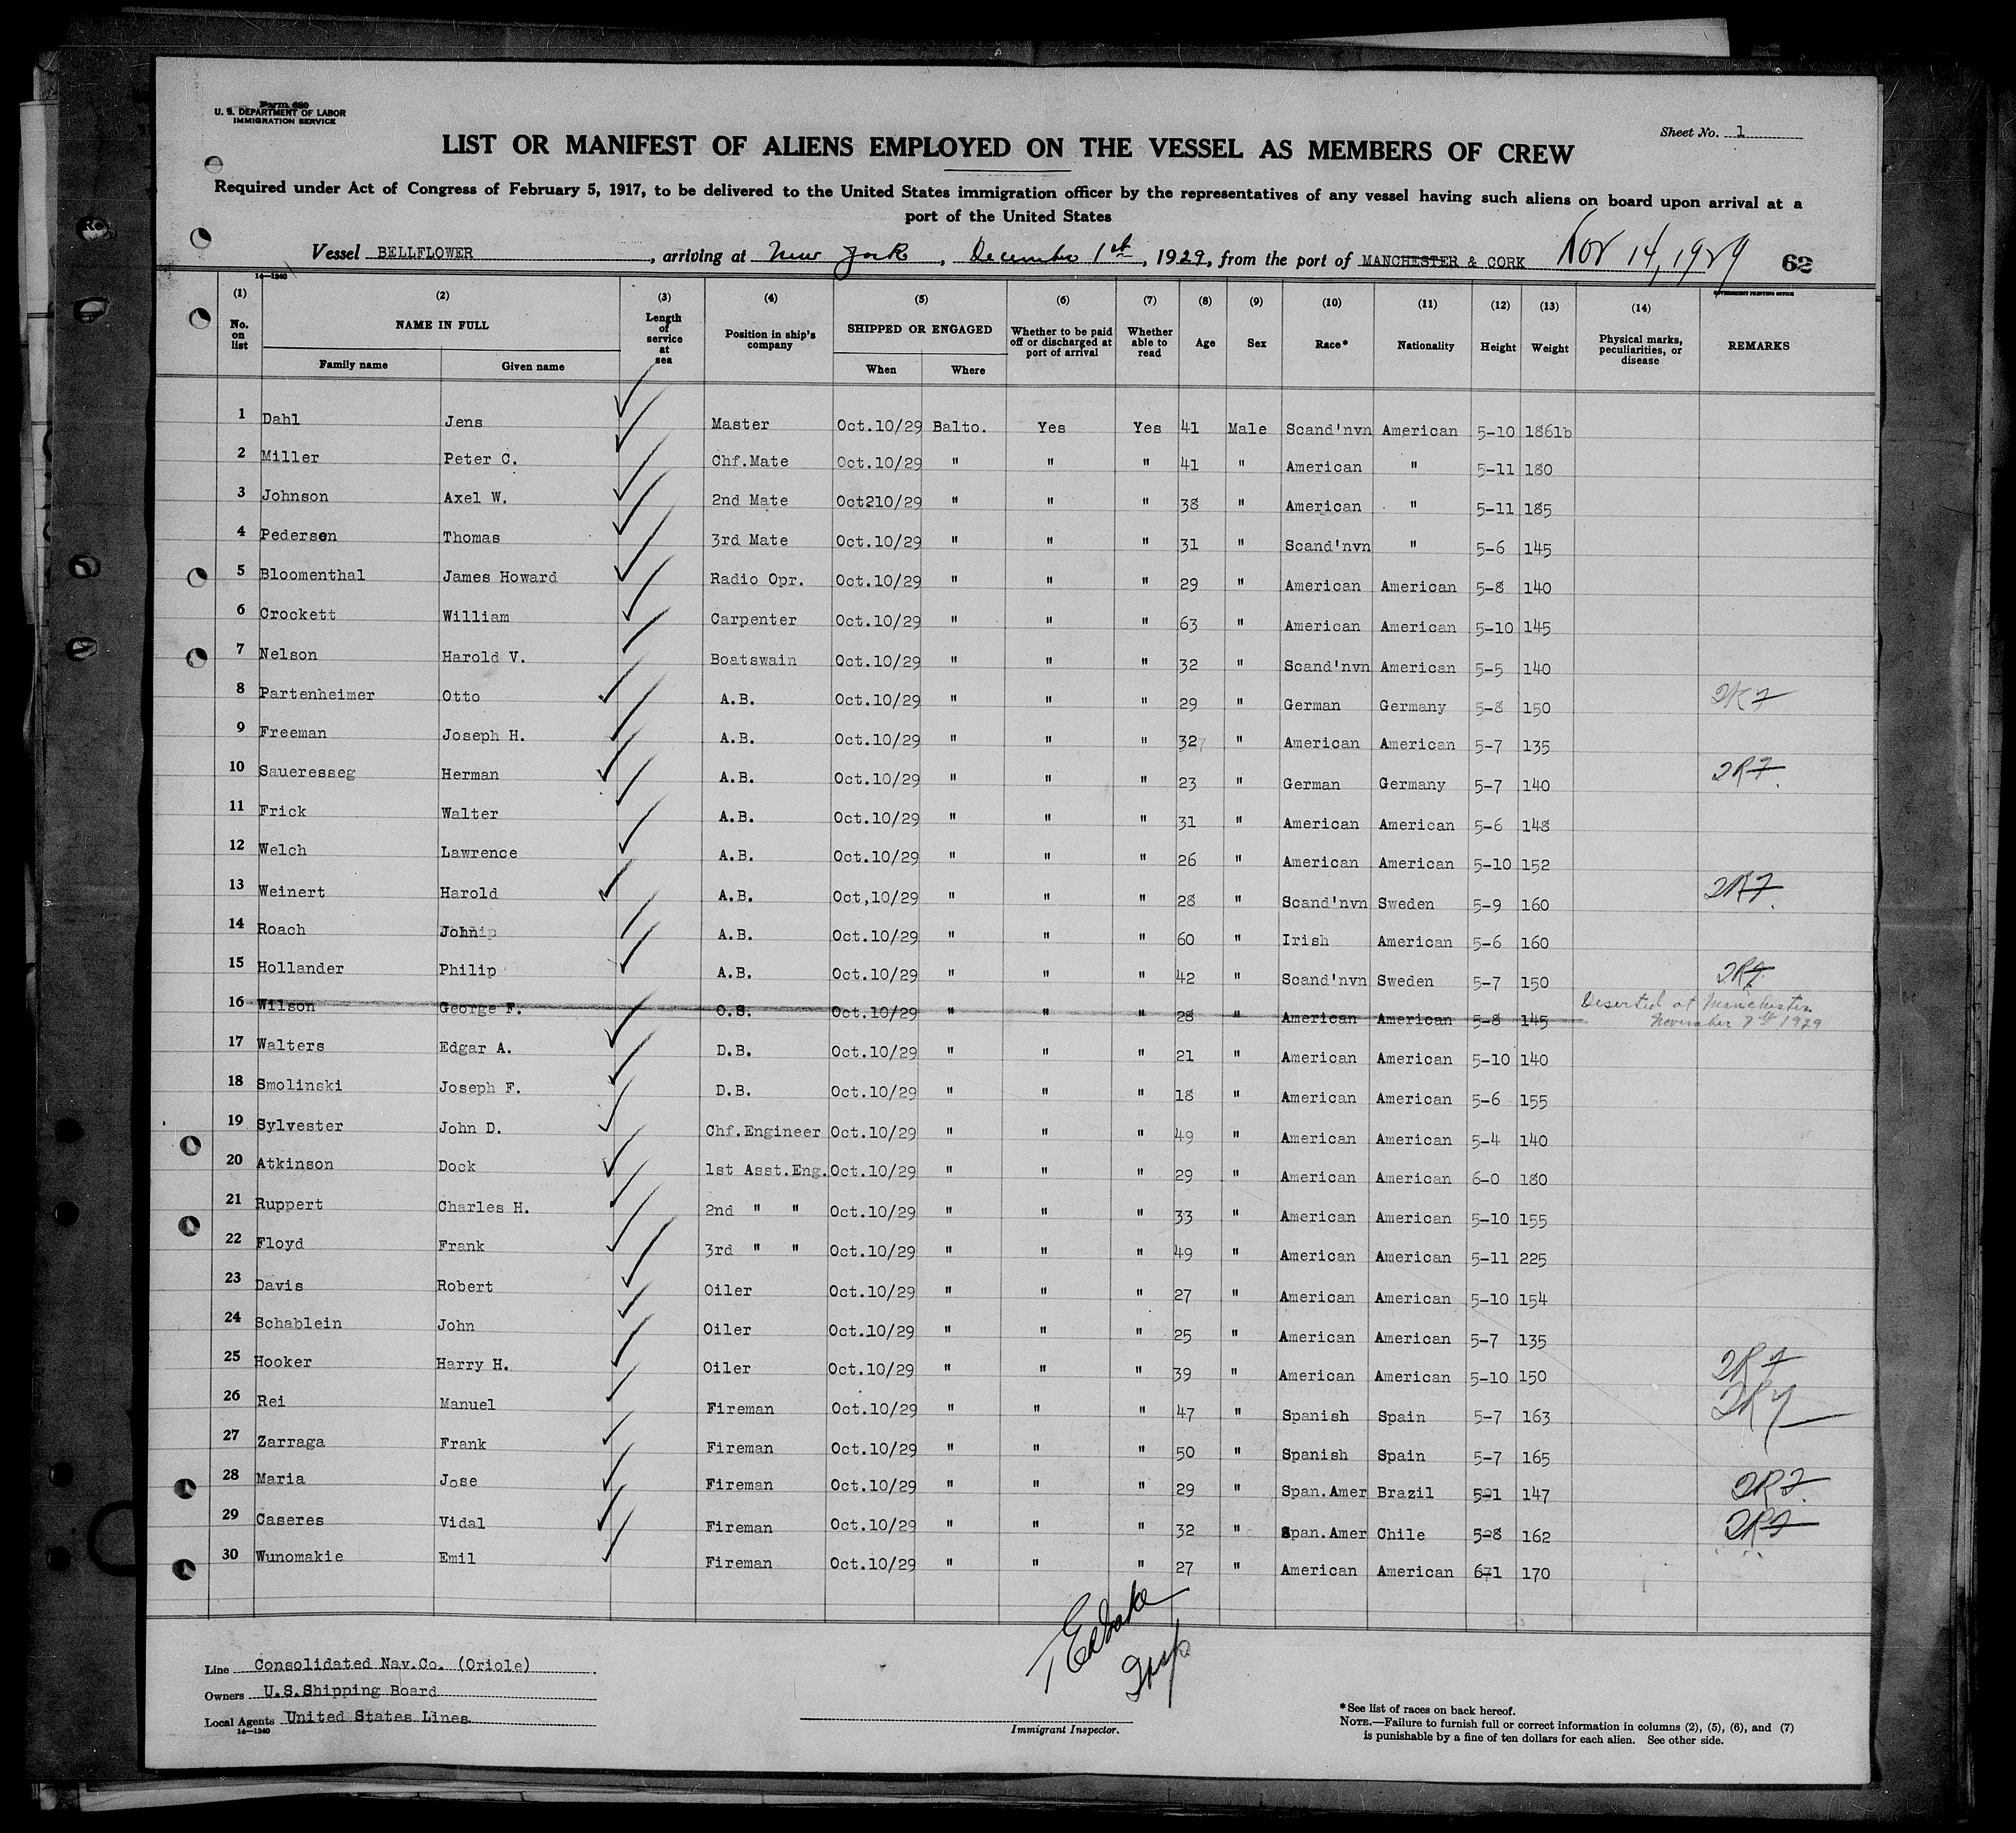 Form 680
U. S. DEPARTMENT OF LABOR
IMMIGRATION SERVICE
Sheet No. 1
LIST OR MANIFEST OF ALIENS EMPLOYED ON THE VESSEL AS MEMBERS OF CREW
Required under Act of Congress of February 5, 1917, to be delivered to the United States immigration officer by the representatives of any vessel having such aliens on board upon arrival at a
port of the United States
Vessel BELLFLOWER, arriving at New York, December 1st, 1929, from the port of MANCHESTER & CORK Nov 14, 1929 62
14—1240 GOVERNMENT PRINTING OFFICE
(1) (2) (3) (4) (5) (6) (7) (8) (9) (10) (11) (12) (13) (14)
No. on list NAME IN FULL Length of service at sea Position in ship's company SHIPPED OR ENGAGED Whether to be paid off or discharged at port of arrival Whether able to read Age Sex Race* Nationality Height Weight Physical marks, peculiarities, or disease REMARKS
Family name Given name When Where
1 Dahl Jens Master Oct.10/29 Balto. Yes Yes 41 Male Scand'nvn American 5-10 186lb
2 Miller Peter C. Chf.Mate Oct.10/29 " " " 41 " American " 5-11 180
3 Johnson Axel W. 2nd Mate Oct210/29 " " " 38 " American " 5-11 185
4 Pedersen Thomas 3rd Mate Oct.10/29 " " " 31 " Scand'nvn " 5-6 145
5 Bloomenthal James Howard Radio Opr. Oct.10/29 " " " 29 " American American 5-8 140
6 Crockett William Carpenter Oct.10/29 " " " 63 " American American 5-10 145
7 Nelson Harold V. Boatswain Oct.10/29 " " " 32 " Scand'nvn American 5-5 140
8 Partenheimer Otto A.B. Oct.10/29 " " " 29 " German Germany 5-8 150
9 Freeman Joseph H. A.B. Oct.10/29 " " " 32 " American American 5-7 135
10 Saueresseg Herman A.B. Oct.10/29 " " " 23 " German Germany 5-7 140
11 Frick Walter A.B. Oct.10/29 " " " 31 " American American 5-6 148
12 Welch Lawrence A.B. Oct.10/29 " " " 26 " American American 5-10 152
13 Weinert Harold A.B. Oct,10/29 " " " 28 " Scand'nvn Sweden 5-9 160
14 Roach John A.B. Oct.10/29 " " " 60 " Irish American 5-6 160
15 Hollander Philip A.B. Oct.10/29 " " " 42 " Scand'nvn Sweden 5-7 150
16 Wilson George F. O.S. Oct.10/29 " " " 28 " American American 5-8 145 Deserted at Manchester
November 7th 1929
17 Walters Edgar A. D.B. Oct.10/29 " " " 21 " American American 5-10 140
18 Smolinski Joseph F. D.B. Oct.10/29 " " " 18 " American American 5-6 155
19 Sylvester John D. Chf.Engineer Oct.10/29 " " " 49 " American American 5-4 140
20 Atkinson Dock 1st Asst.Eng. Oct.10/29 " " " 29 " American American 6-0 180
21 Ruppert Charles H. 2nd " " Oct.10/29 " " " 33 " American American 5-10 155
22 Floyd Frank 3rd " " Oct.10/29 " " " 49 " American American 5-11 225
23 Davis Robert Oiler Oct.10/29 " " " 27 " American American 5-10 154
24 Schablein John Oiler Oct.10/29 " " " 25 " American American 5-7 135
25 Hooker Harry H. Oiler Oct.10/29 " " " 39 " American American 5-10 150
26 Rei Manuel Fireman Oct.10/29 " " " 47 " Spanish Spain 5-7 163
27 Zarraga Frank Fireman Oct.10/29 " " " 50 " Spanish Spain 5-7 165
28 Maria Jose Fireman Oct.10/29 " " " 29 " Span.Amer Brazil 5-1 147
29 Caseres Vidal Fireman Oct.10/29 " " " 32 " Span.Amer Chile 5-8 162
30 Wunomakie Emil Fireman Oct.10/29 " " " 27 " American American 6-1 170
Line Consolidated Nav.Co. (Oriole)
Owners U.S.Shipping Board
Local Agents United States Lines
14—1240
Insp
Immigrant Inspector.
*See list of races on back hereof.
NOTE.—Failure to furnish full or correct information in columns (2), (5), (6), and (7)
is punishable by a fine of ten dollars for each alien. See other side.